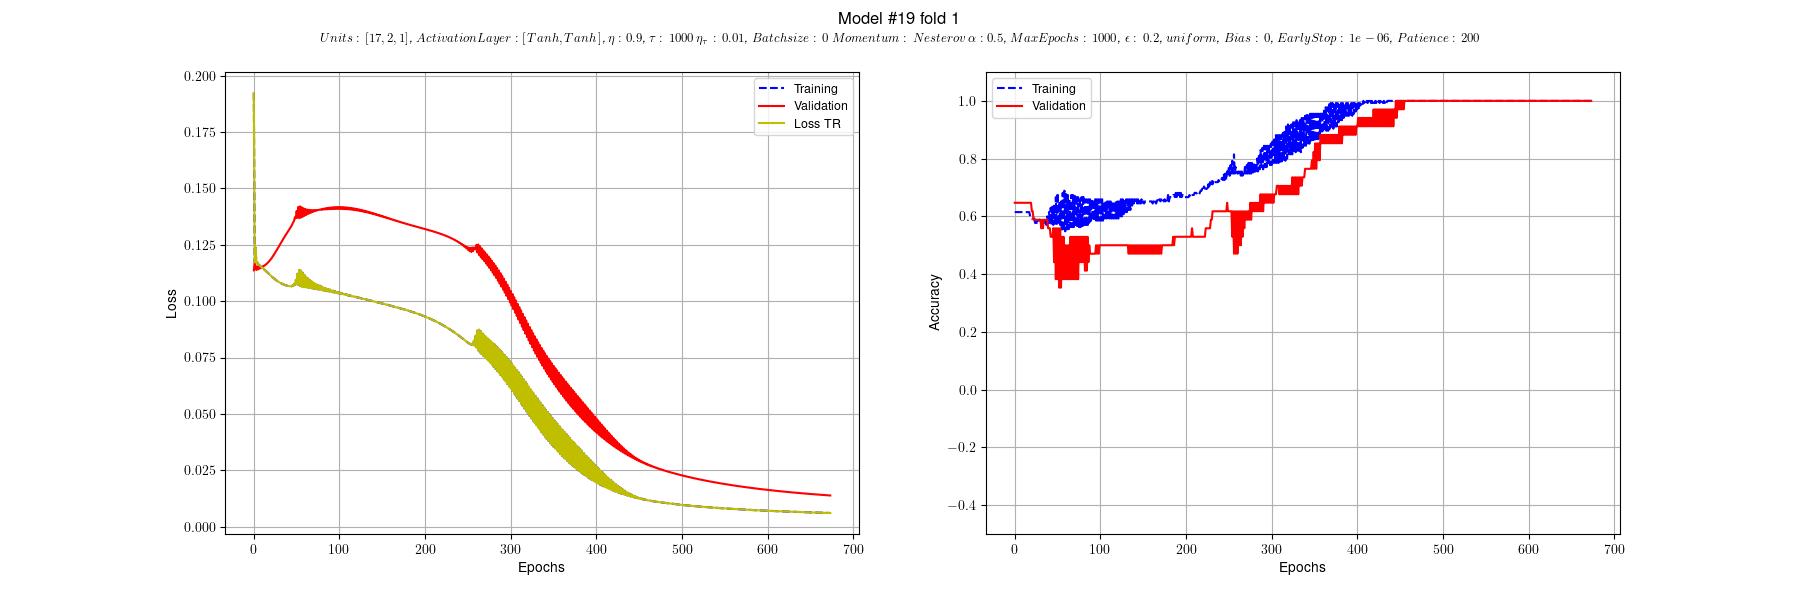 Model #19 fold 1
Units : [17, 2, 1], ActivationLayer : [Tanh, Tanh], η : 0.9, τ : 1000 ητ : 0.01, Batchsize : 0 Momentum : Nesterov α : 0.5, MaxEpochs : 1000, ϵ : 0.2, uniform, Bias : 0, EarlyStop : 1e − 06, Patience : 200
0.200
0.175
0.150
0.125
0.100
0.075
0.050
0.025
0.000
Loss
0 100 200 300 400 500 600 700
Epochs
Training
Validation
Loss TR
1.0
0.8
0.6
0.4
0.2
0.0
−0.2
−0.4
Accuracy
0 100 200 300 400 500 600 700
Epochs
Training
Validation